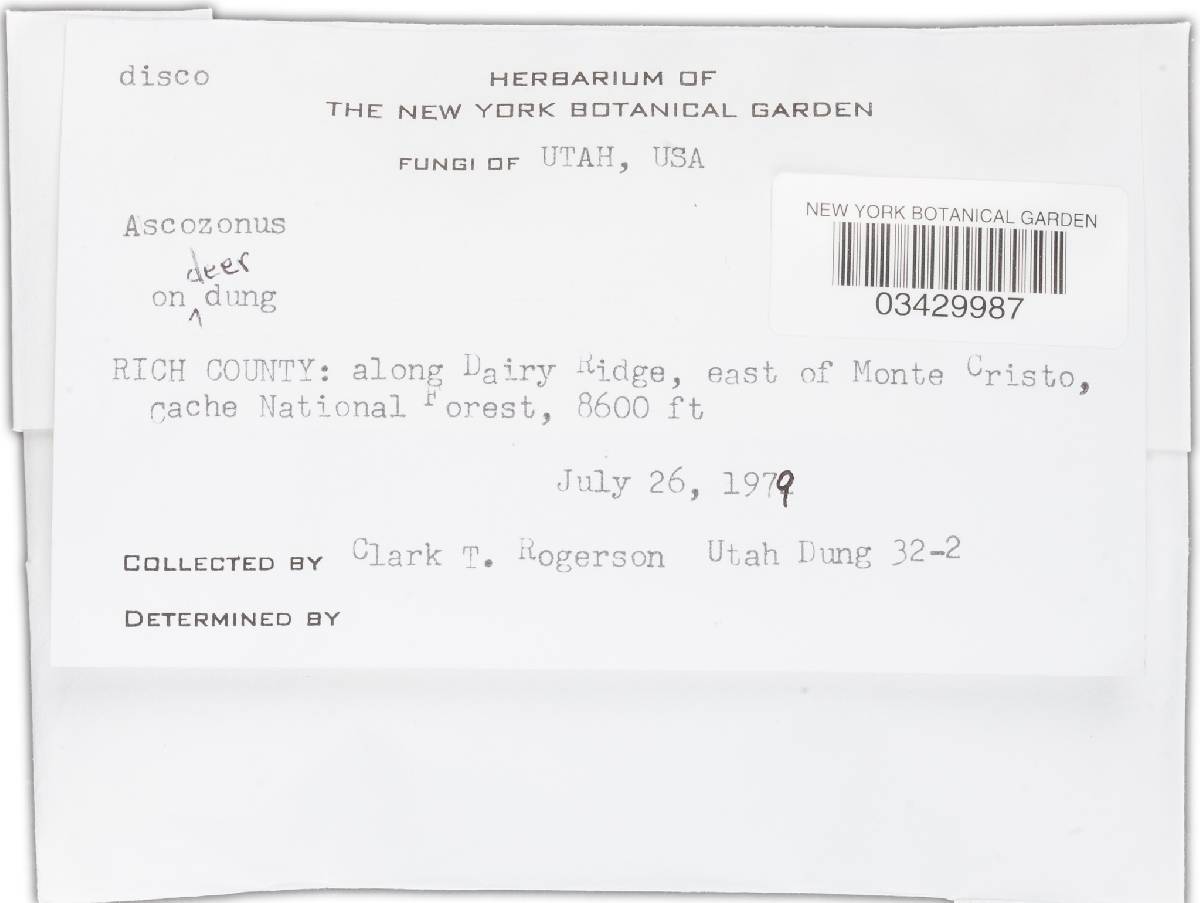 disco
HERBARIUM OF
THE NEW YORK BOTANICAL GARDEN
FUNGI OF UTAH, USA
NEW YORK BOTANICAL GARDEN
03429987
Ascozonus
deer
on ^ dung
RICH COUNTY: along Dairy Ridge, east of Monte Cristo,
Cache National Forest, 8600 ft
July 26, 1979
COLLECTED BY Clark T. Rogerson Utah Dung 32-2
DETERMINED BY